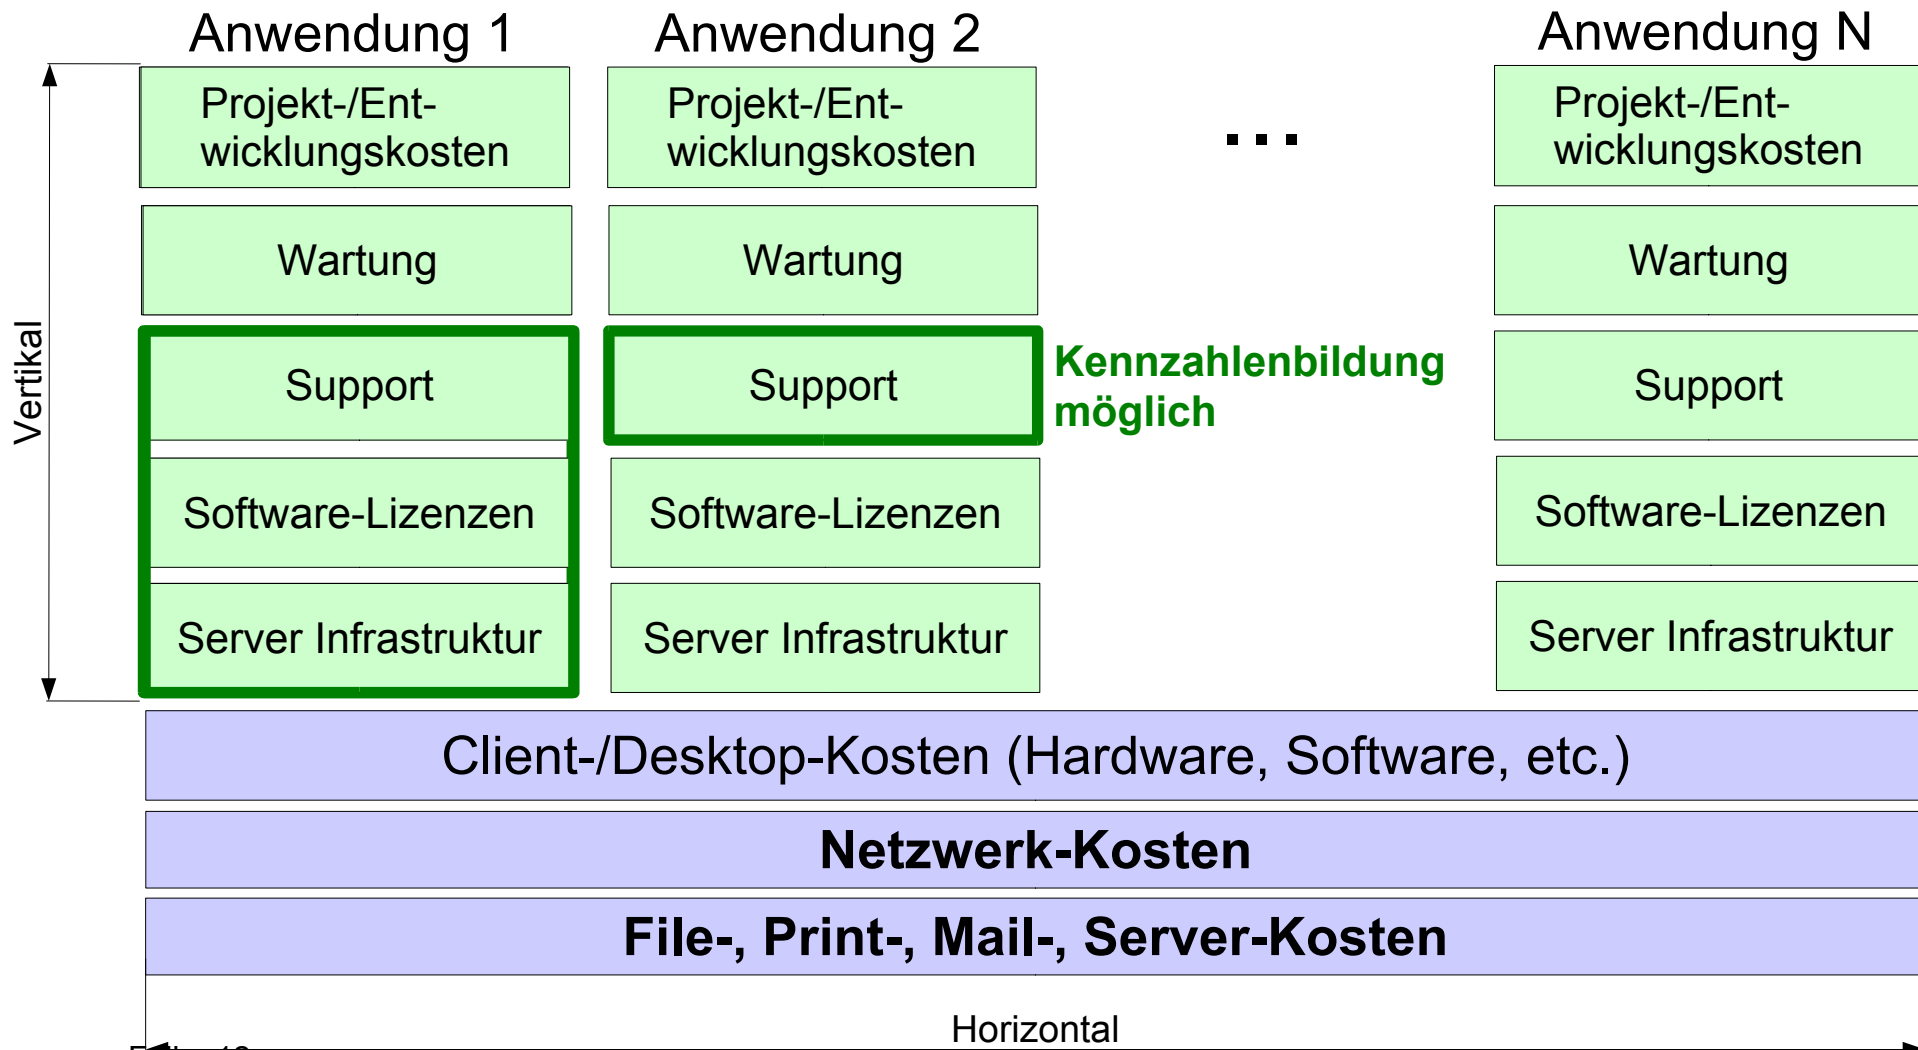 Anwendung 1
Anwendung 2
Anwendung N
Projekt-/Ent-
wicklungskosten
Projekt-/Ent-
wicklungskosten
...
Projekt-/Ent-
wicklungskosten
Wartung
Wartung
Wartung
Vertikal
Support
Support
Kennzahlenbildung
möglich
Support
Software-Lizenzen
Software-Lizenzen
Software-Lizenzen
Server Infrastruktur
Server Infrastruktur
Server Infrastruktur
Client-/Desktop-Kosten (Hardware, Software, etc.)
Netzwerk-Kosten
File-, Print-, Mail-, Server-Kosten
Horizontal